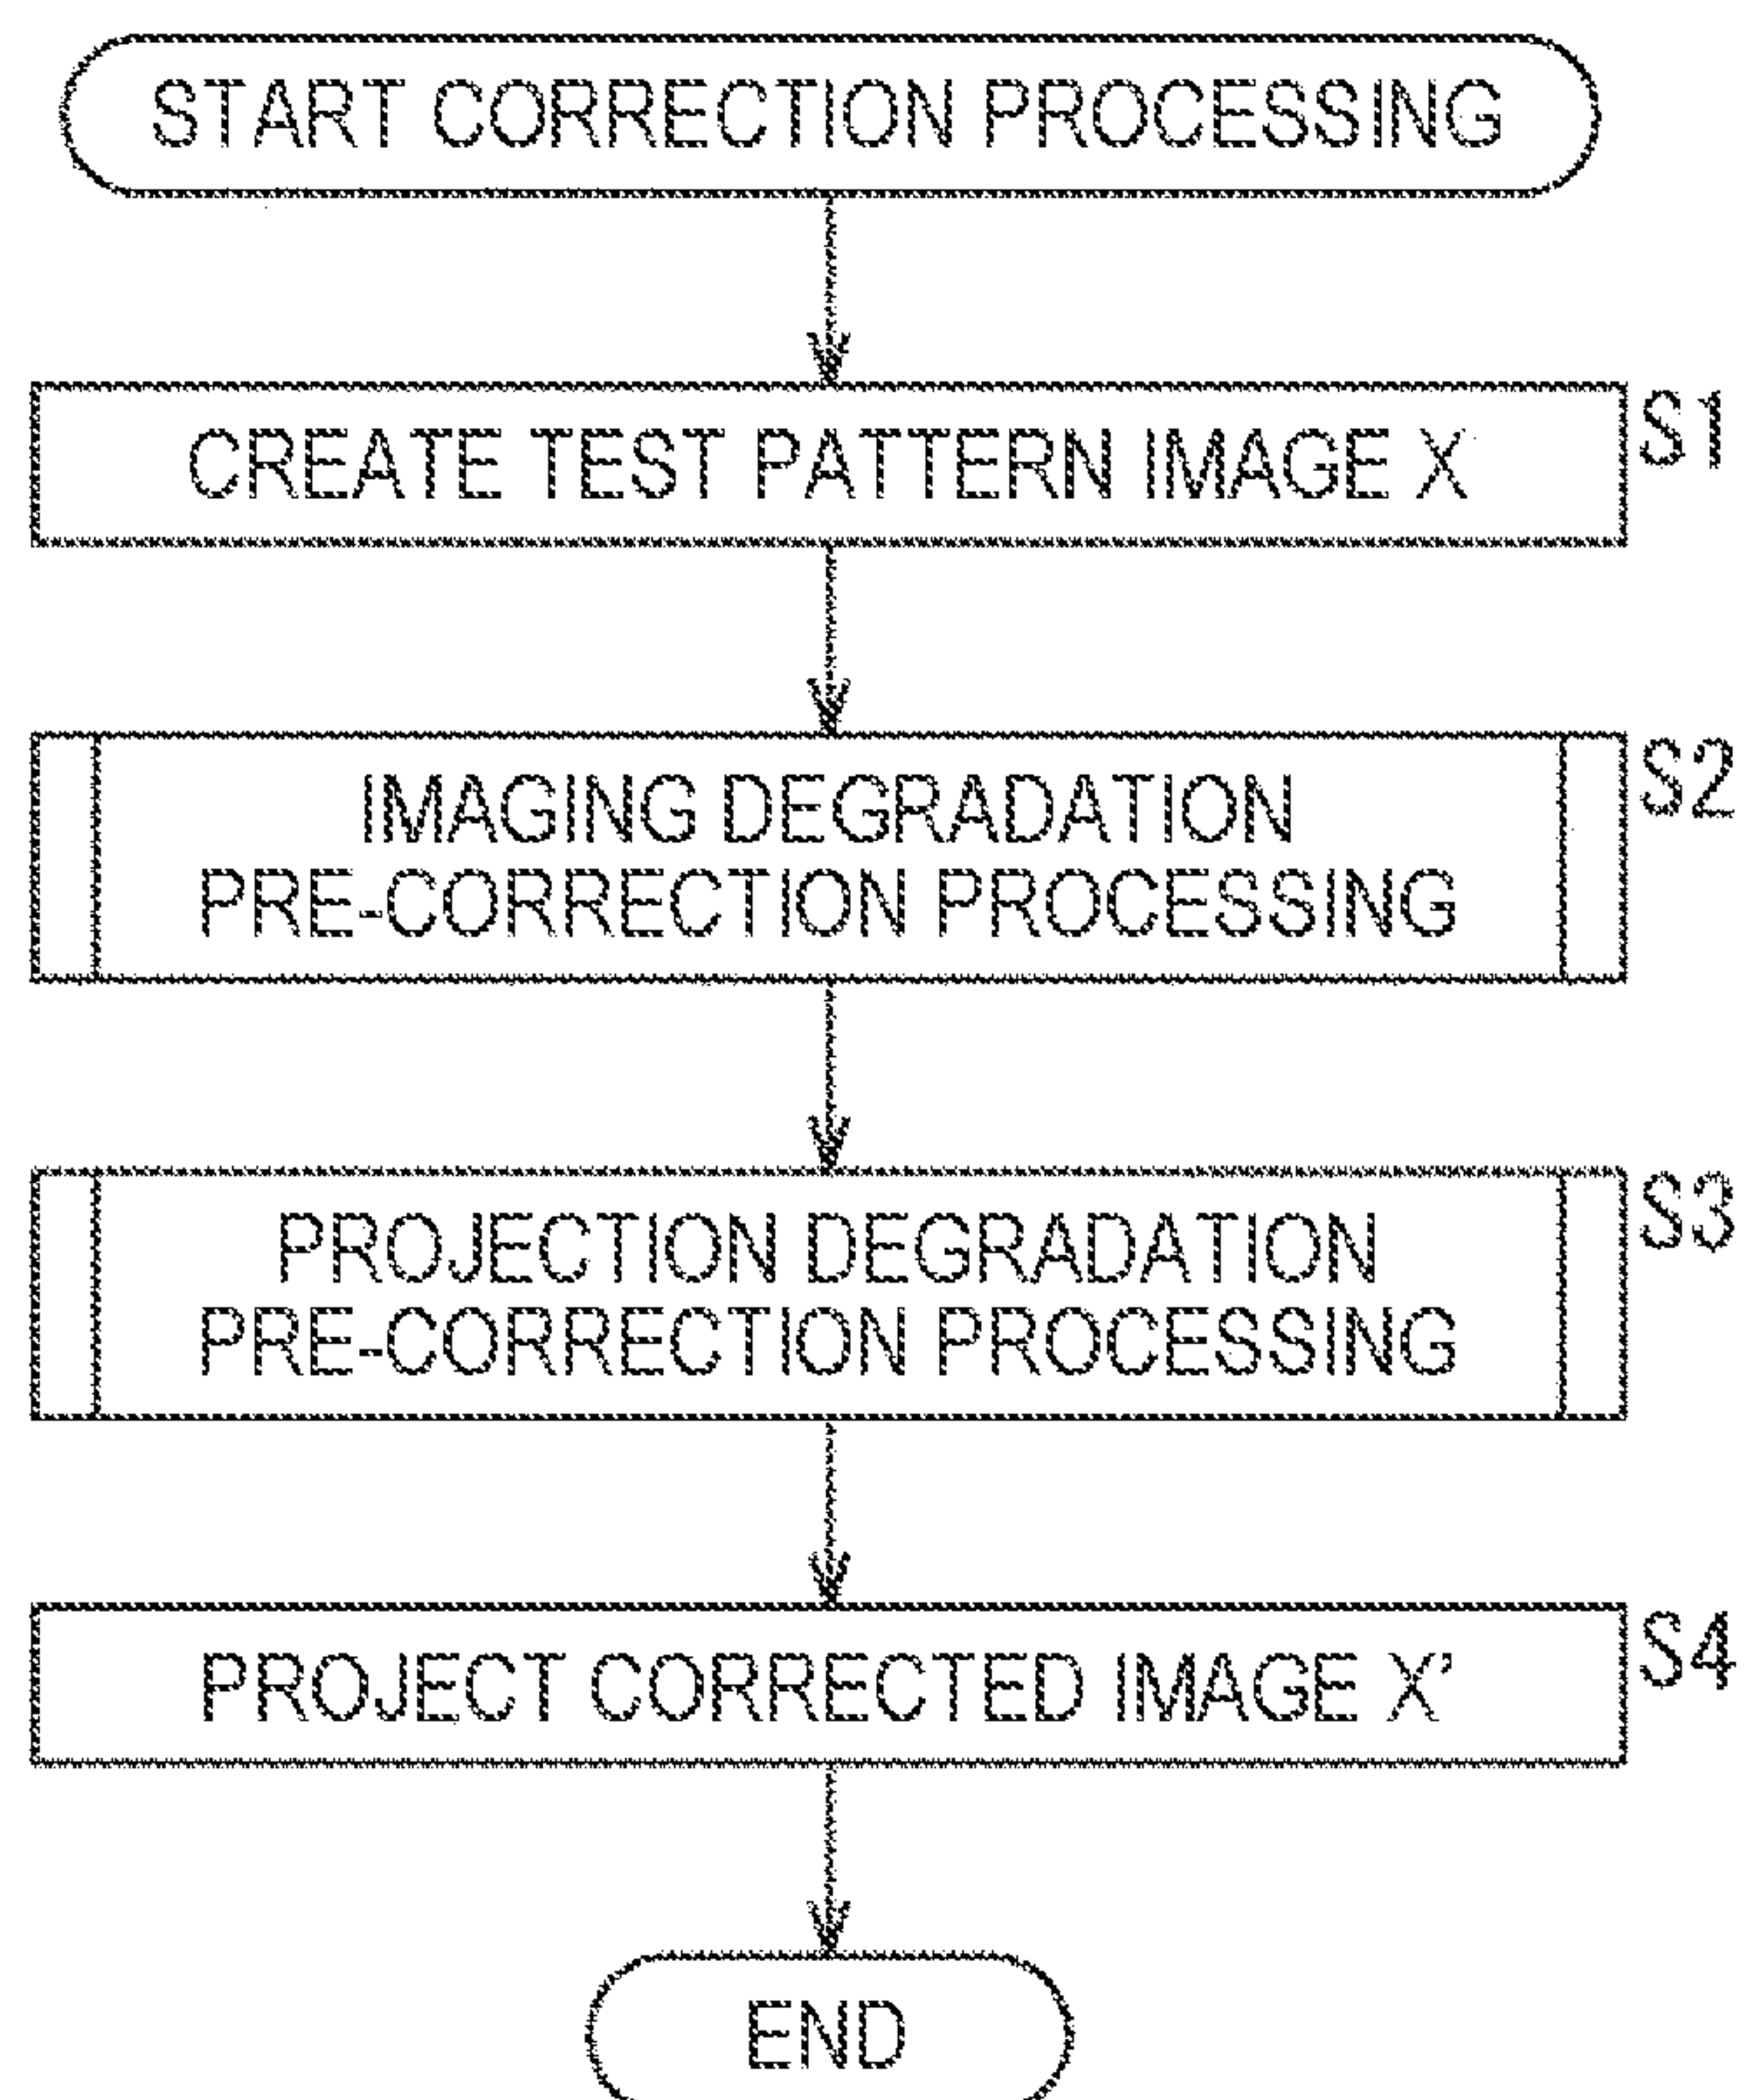 START CORRECTION PROCESSING
CREATE TEST PATTERN IMAGE X
S1
IMAGING DEGRADATION
PRE-CORRECTION PROCESSING
S2
PROJECTION DEGRADATION
PRE-CORRECTION PROCESSING
S3
PROJECT CORRECTED IMAGE X'
S4
END